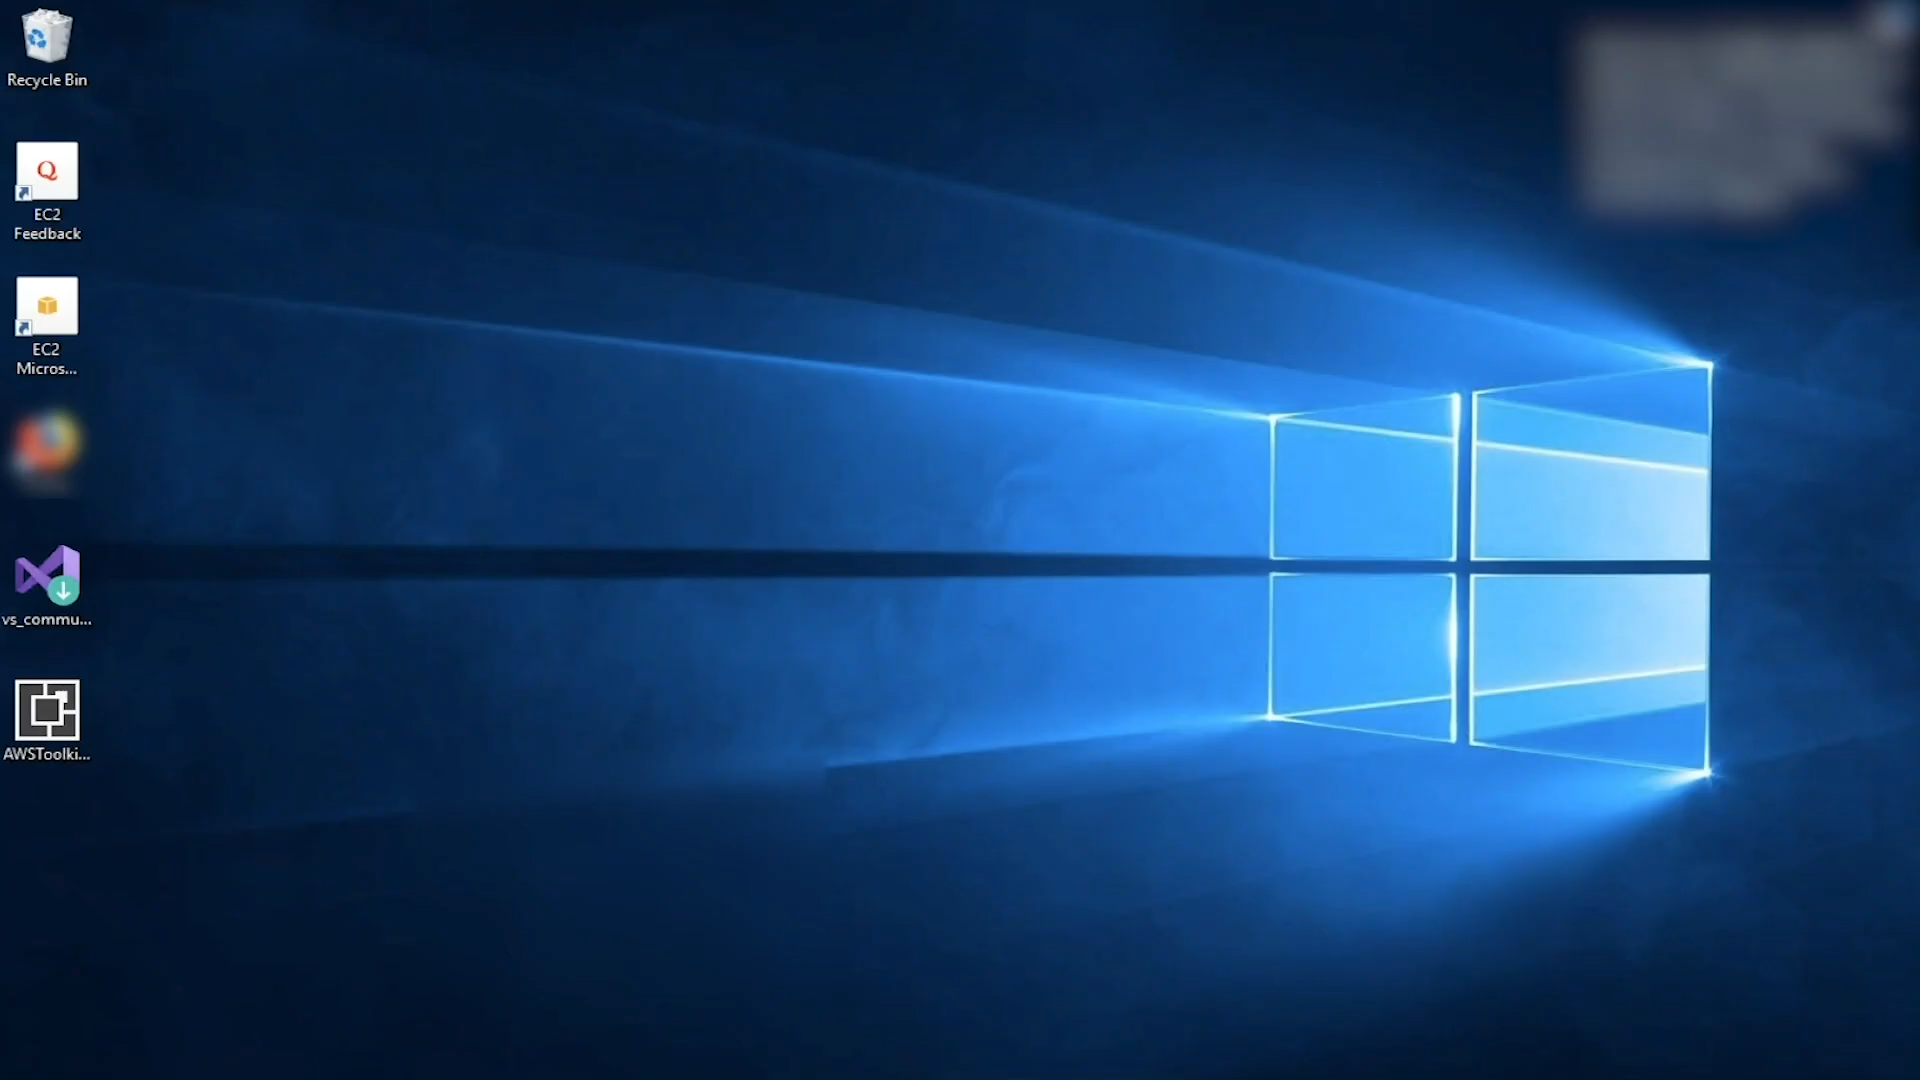 Recycle Bin
EC2
Feedback
EC2
Micros...
vs_commu...
AWSToolki...